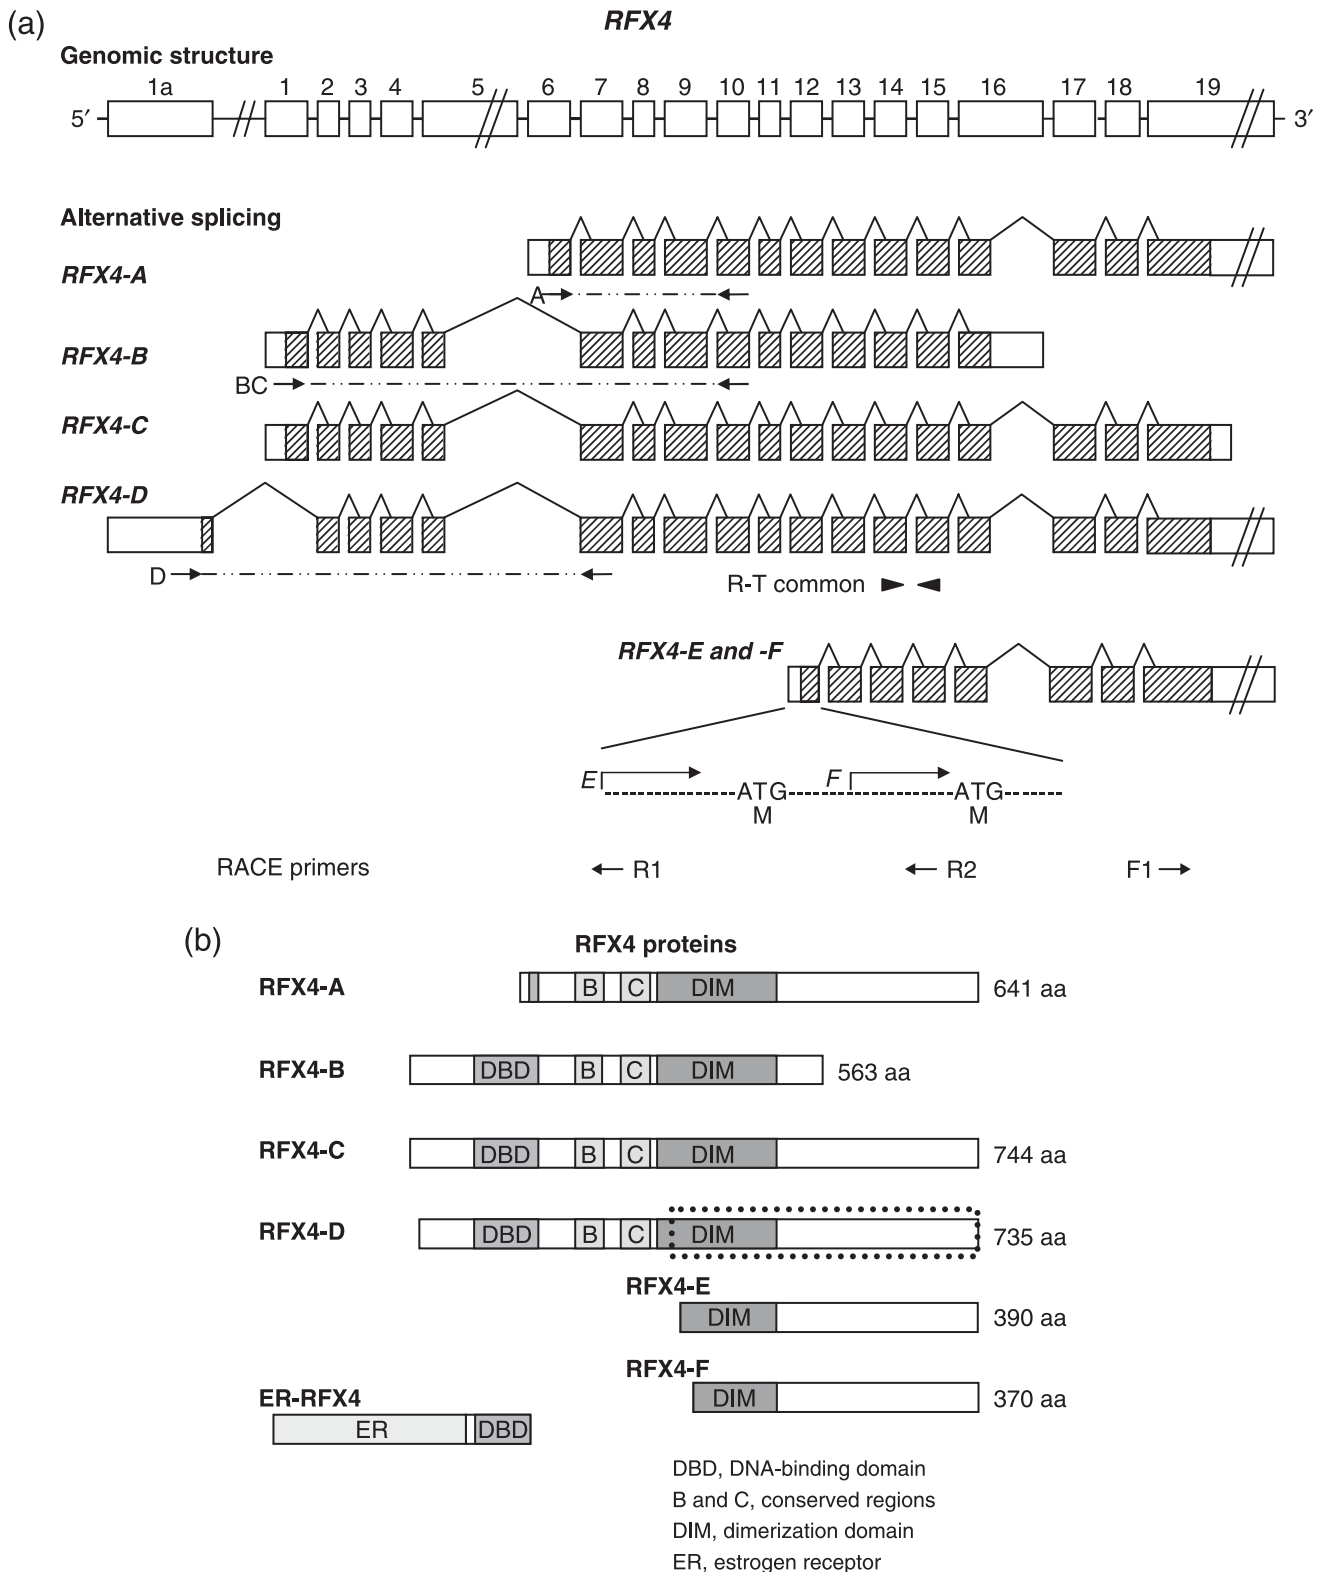 (a)
RFX4
Genomic structure
1a 1 2 3 4 5 6 7 8 9 10 11 12 13 14 15 16 17 18 19
5′ 3′
Alternative splicing
RFX4-A
A
RFX4-B
BC
RFX4-C
RFX4-D
D
R-T common
RFX4-E and -F
E F
ATG ATG
M M
RACE primers R1 R2 F1
(b)
RFX4 proteins
RFX4-A B C DIM 641 aa
RFX4-B DBD B C DIM 563 aa
RFX4-C DBD B C DIM 744 aa
RFX4-D DBD B C DIM 735 aa
RFX4-E
DIM 390 aa
RFX4-F
DIM 370 aa
ER-RFX4
ER DBD
DBD, DNA-binding domain
B and C, conserved regions
DIM, dimerization domain
ER, estrogen receptor